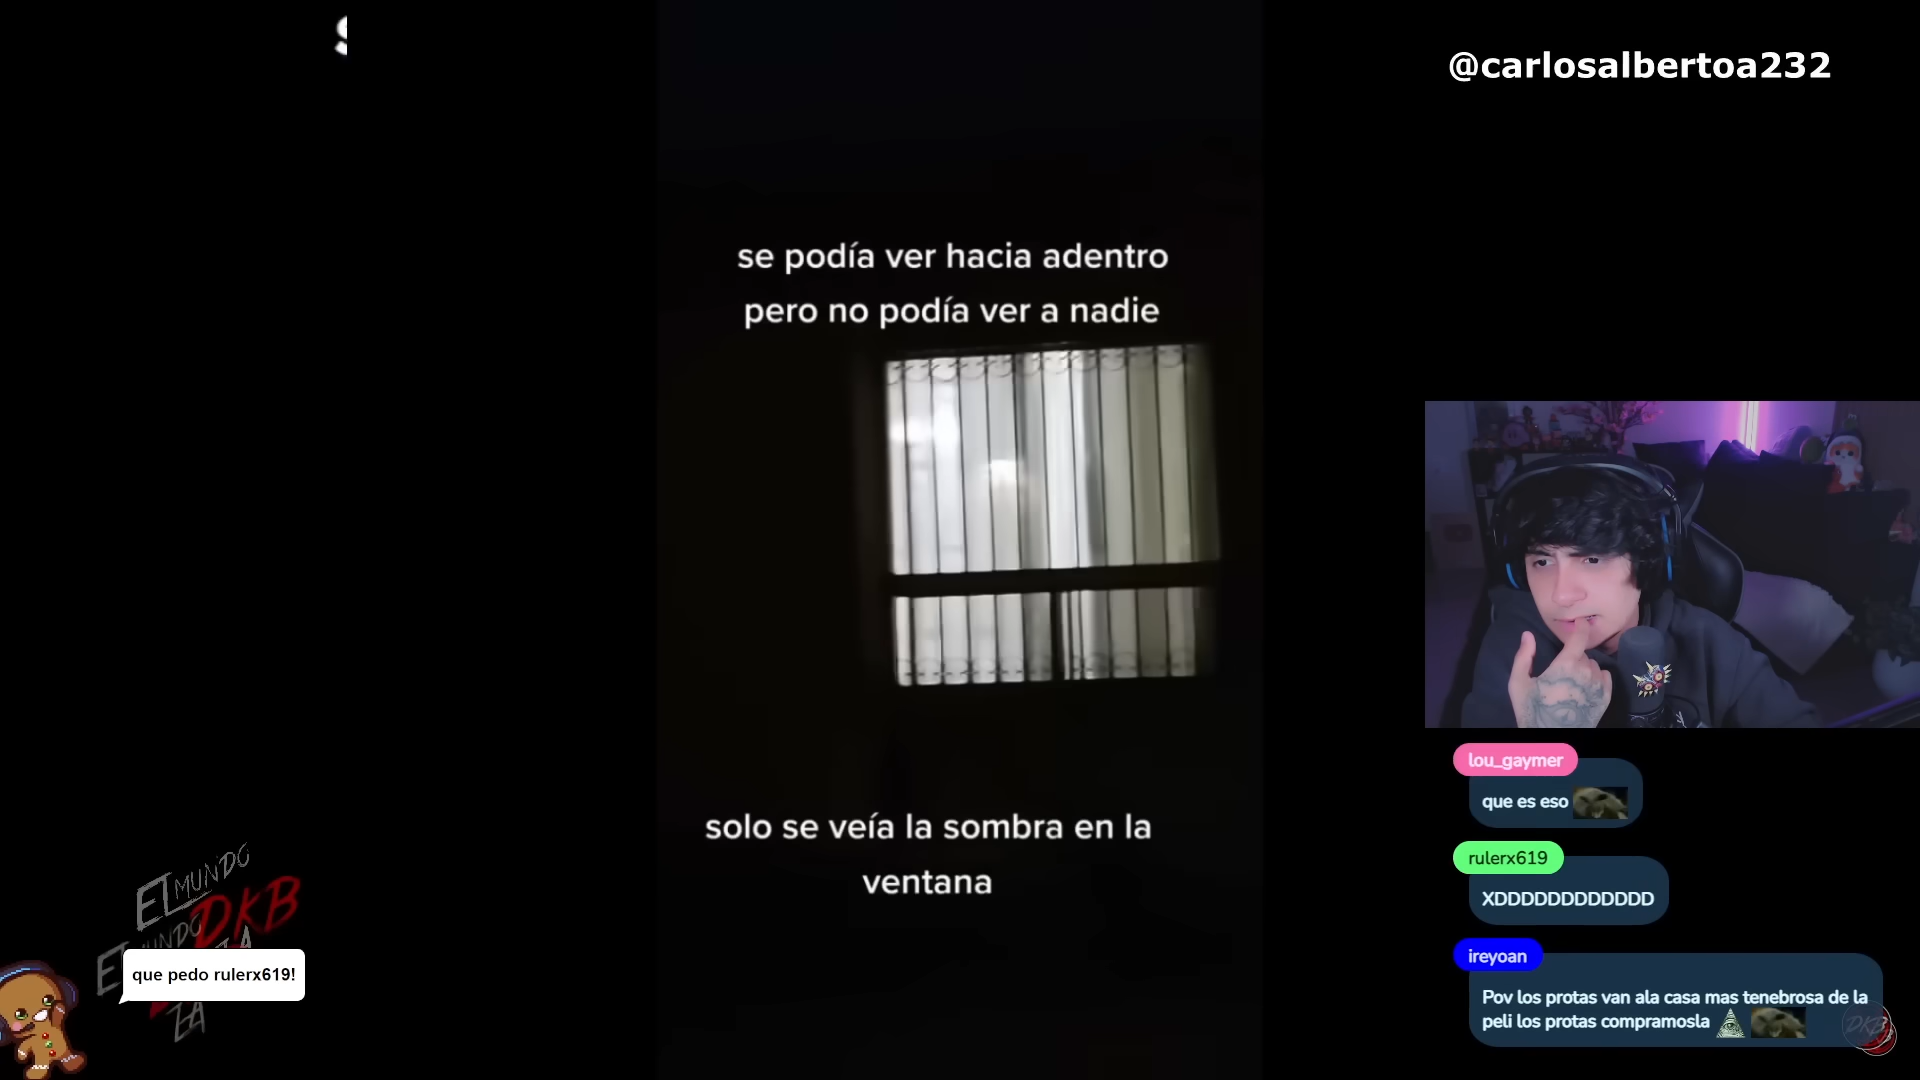 @carlosalbertoa232
se podía ver hacia adentro
pero no podía ver a nadie
solo se veía la sombra en la
ventana
lou_gaymer
que es eso
rulerx619
XDDDDDDDDDDDD
ireyoan
Pov los protas van ala casa mas tenebrosa de la
peli los protas compramosla
EL MUNDO
DKB
que pedo rulerx619!
ZA
DKB